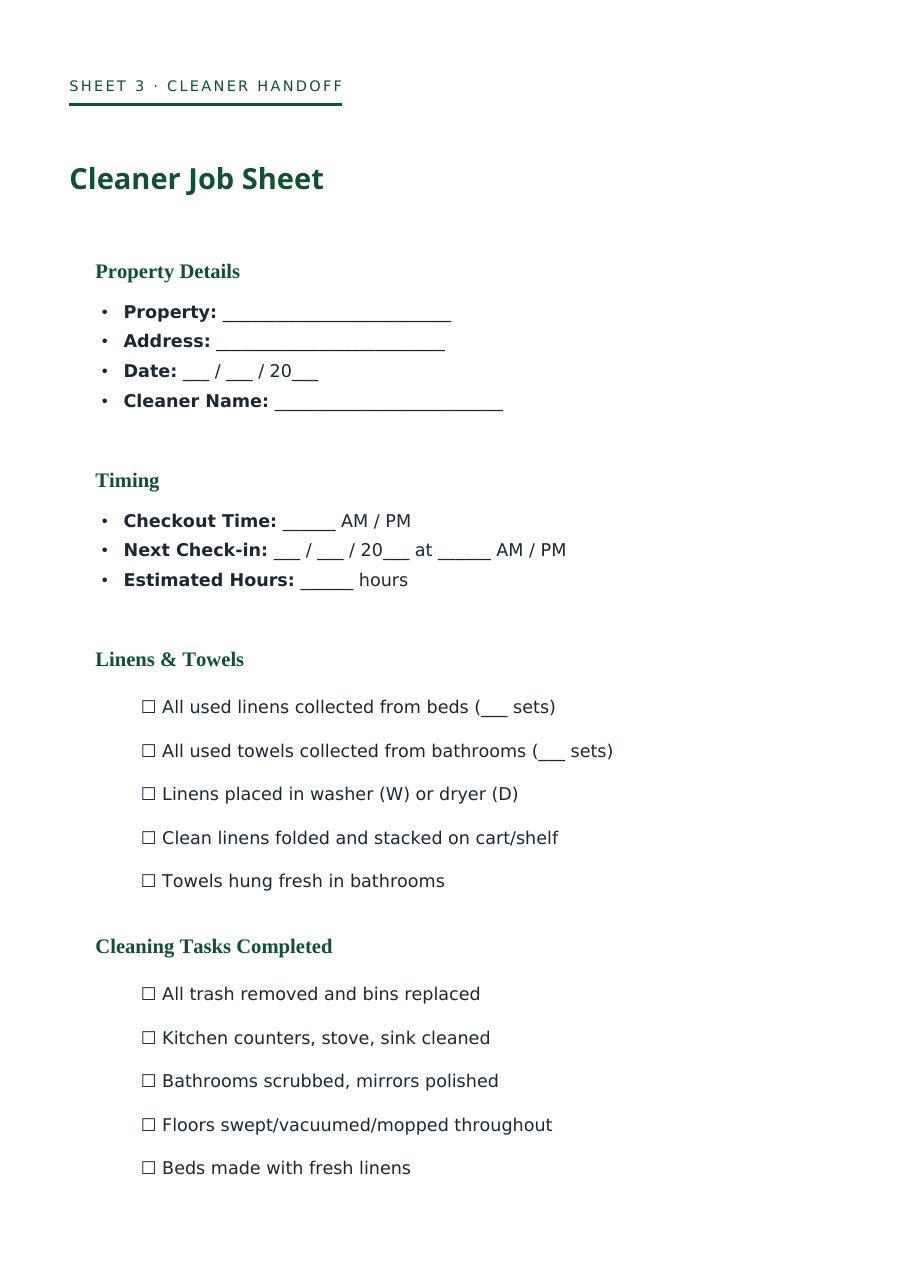 SHEET 3 · CLEANER HANDOFF
Cleaner Job Sheet
Property Details
• Property: __________________________
• Address: __________________________
• Date: ___ / ___ / 20___
• Cleaner Name: __________________________
Timing
• Checkout Time: ______ AM / PM
• Next Check-in: ___ / ___ / 20___ at ______ AM / PM
• Estimated Hours: ______ hours
Linens & Towels
☐ All used linens collected from beds (___ sets)
☐ All used towels collected from bathrooms (___ sets)
☐ Linens placed in washer (W) or dryer (D)
☐ Clean linens folded and stacked on cart/shelf
☐ Towels hung fresh in bathrooms
Cleaning Tasks Completed
☐ All trash removed and bins replaced
☐ Kitchen counters, stove, sink cleaned
☐ Bathrooms scrubbed, mirrors polished
☐ Floors swept/vacuumed/mopped throughout
☐ Beds made with fresh linens